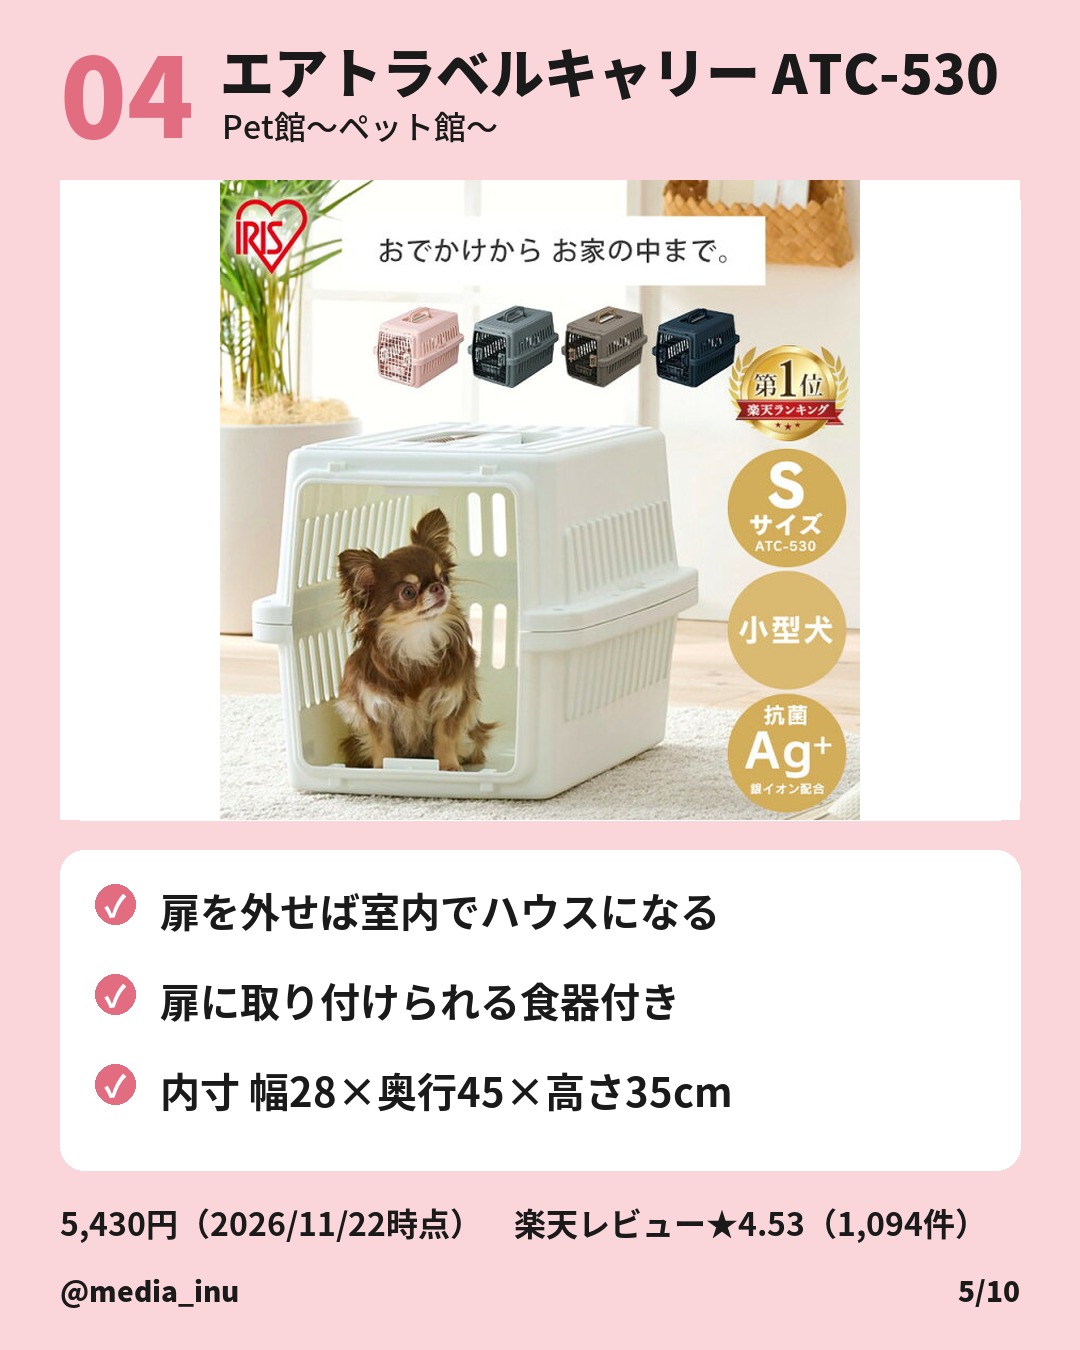 04
エアトラベルキャリー ATC-530
Pet館～ペット館～
IRIS
おでかけから お家の中まで。
第1位
楽天ランキング
S
サイズ
ATC-530
小型犬
抗菌
Ag+
銀イオン配合
扉を外せば室内でハウスになる
扉に取り付けられる食器付き
内寸 幅28×奥行45×高さ35cm
5,430円（2026/11/22時点） 楽天レビュー★4.53（1,094件）
@media_inu
5/10